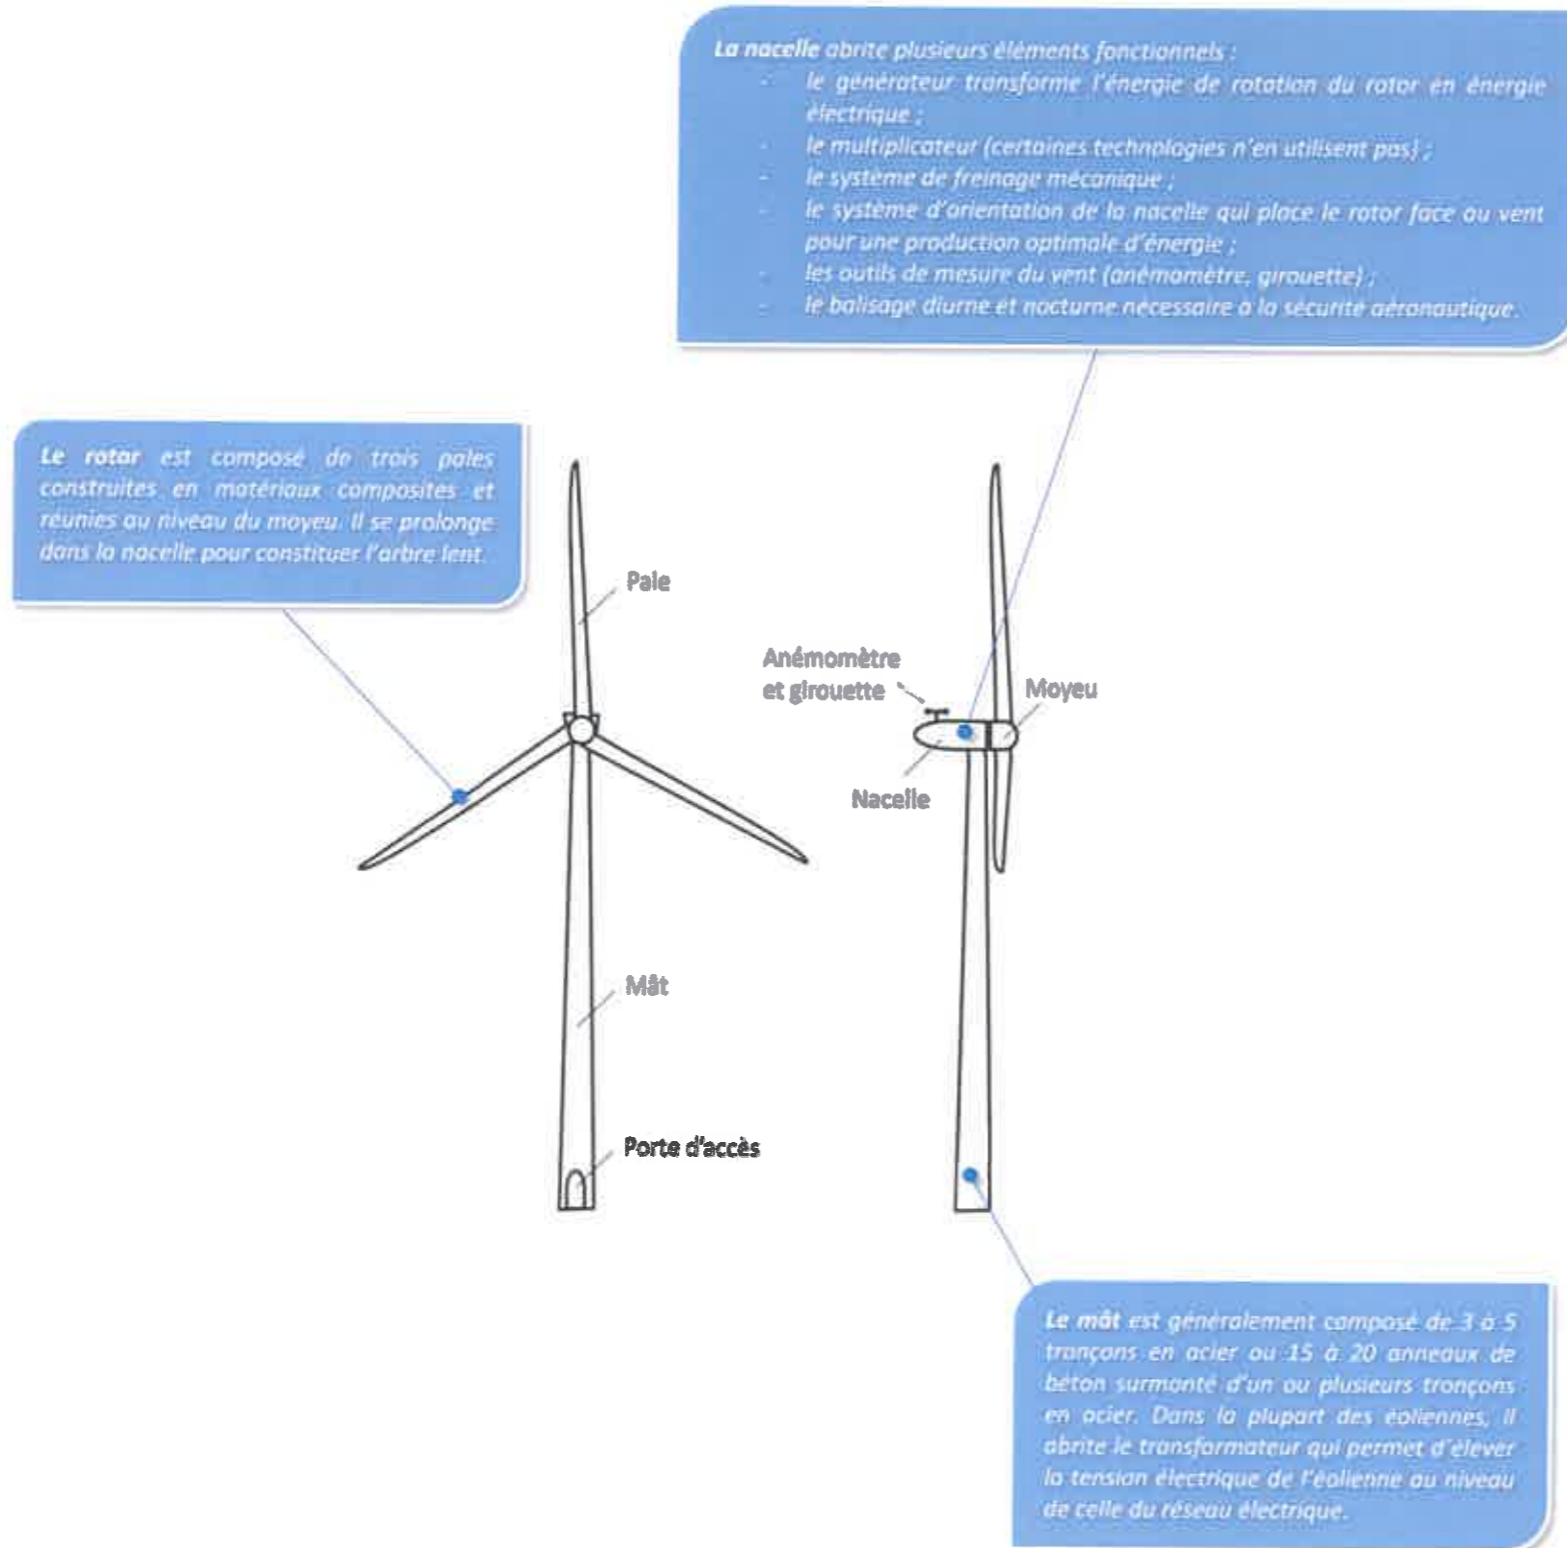 La nacelle abrite plusieurs éléments fonctionnels :
- le générateur transforme l'énergie de rotation du rotor en énergie
électrique ;
- le multiplicateur (certaines technologies n'en utilisent pas) ;
- le système de freinage mécanique ;
- le système d'orientation de la nacelle qui place le rotor face au vent
pour une production optimale d'énergie ;
- les outils de mesure du vent (anémomètre, girouette) ;
- le balisage diurne et nocturne nécessaire à la sécurité aéronautique.
Le rotor est composé de trois pales
construites en matériaux composites et
réunies au niveau du moyeu. Il se prolonge
dans la nacelle pour constituer l'arbre lent.
Pale
Anémomètre
et girouette
Moyeu
Nacelle
Mât
Porte d'accès
Le mât est généralement composé de 3 à 5
tronçons en acier ou 15 à 20 anneaux de
béton surmonté d'un ou plusieurs tronçons
en acier. Dans la plupart des éoliennes, il
abrite le transformateur qui permet d'élever
la tension électrique de l'éolienne au niveau
de celle du réseau électrique.